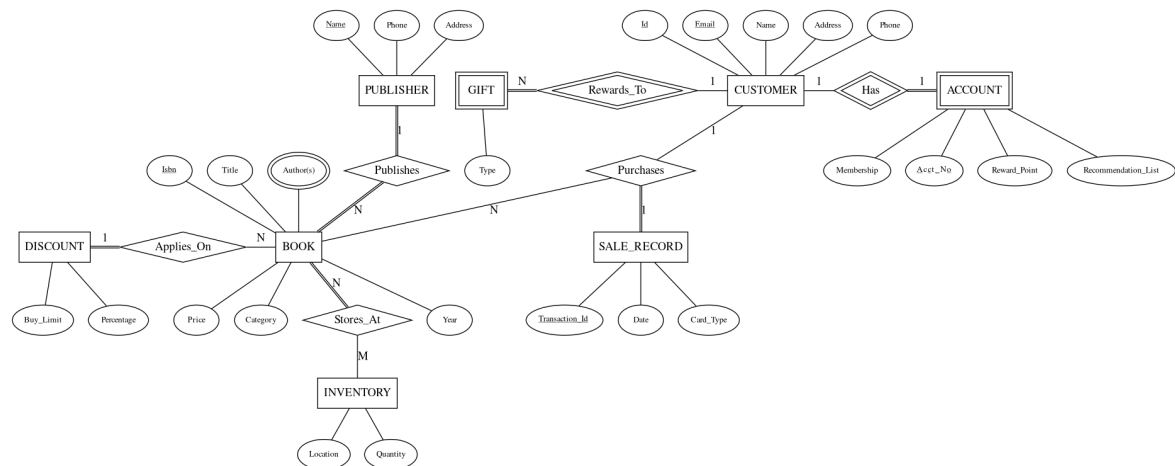 Name
Phone
Address
Id
Email
Name
Address
Phone
PUBLISHER
GIFT
N
Rewards_To
1
CUSTOMER
1
Has
1
ACCOUNT
1
1
Isbn
Title
Author(s)
Publishes
Type
Purchases
Membership
Acct_No
Reward_Point
Recommendation_List
N
N
1
DISCOUNT
1
Applies_On
N
BOOK
SALE_RECORD
N
Buy_Limit
Percentage
Price
Category
Stores_At
Year
Transaction_Id
Date
Card_Type
M
INVENTORY
Location
Quantity